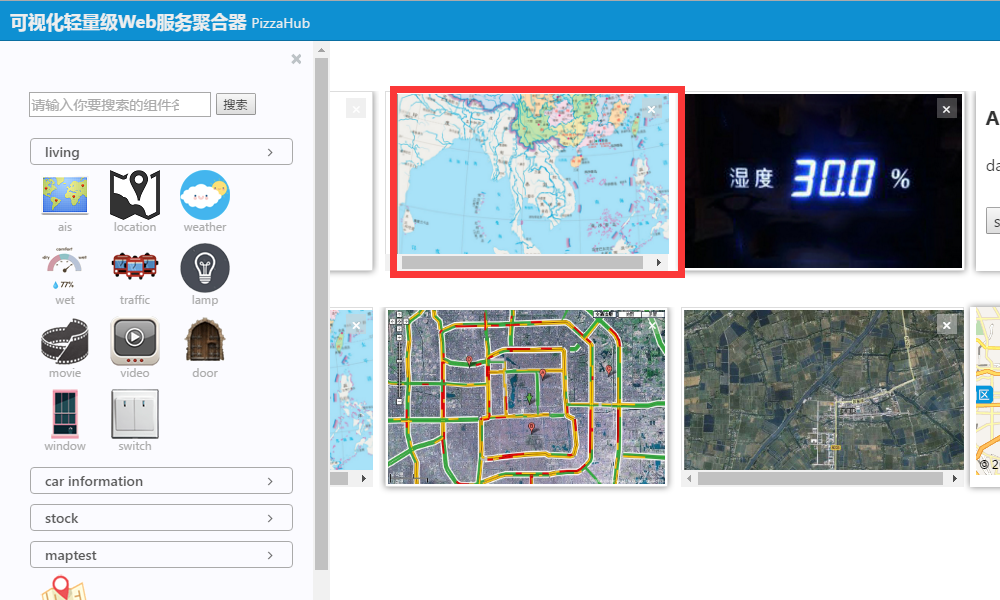 可视化轻量级Web服务聚合器 PizzaHub
请输入你要搜索的组件名
搜索
living
ais
location
weather
wet
traffic
lamp
movie
video
door
window
switch
car information
stock
maptest
comfort
dry
wet
77%
湿度 30.0 %
A
da
s
区
© 2